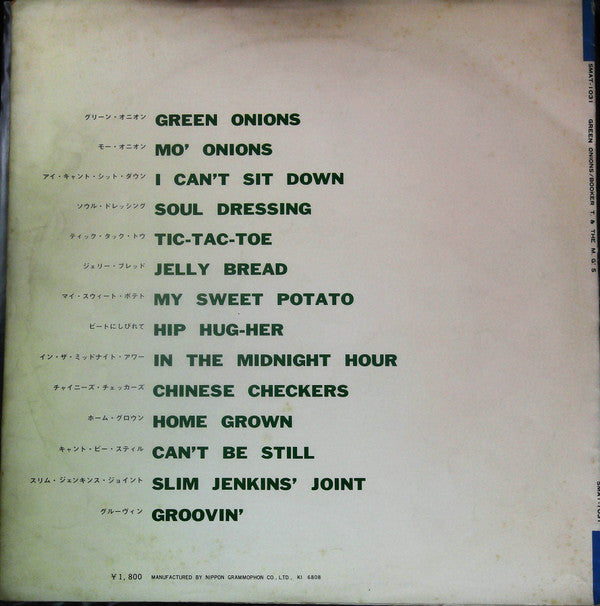 グリーン・オニオン GREEN ONIONS
モー・オニオン MO' ONIONS
アイ・キャント・シット・ダウン I CAN'T SIT DOWN
ソウル・ドレッシング SOUL DRESSING
ティック・タック・トウ TIC-TAC-TOE
ジェリー・ブレッド JELLY BREAD
マイ・スウィート・ポテト MY SWEET POTATO
ビートにしびれて HIP HUG-HER
イン・ザ・ミッドナイト・アワー IN THE MIDNIGHT HOUR
チャイニーズ・チェッカーズ CHINESE CHECKERS
ホーム・グロウン HOME GROWN
キャント・ビー・スティル CAN'T BE STILL
スリム・ジェンキンス・ジョイント SLIM JENKINS' JOINT
グルーヴィン GROOVIN'
¥1,800 MANUFACTURED BY NIPPON GRAMMOPHON CO., LTD., KI 6808
SMAT-1031 GREEN ONIONS/BOOKER T. & THE M G S
SMAT-1031